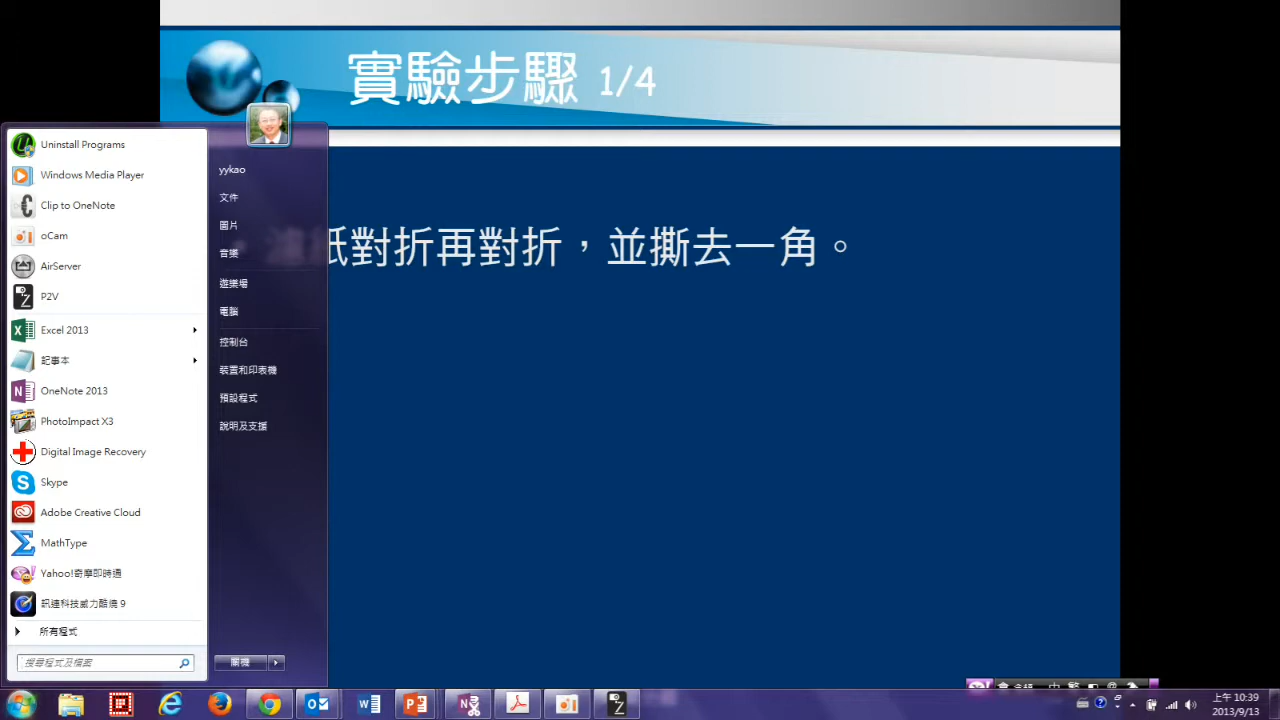 實驗步驟 1/4
紙對折再對折，並撕去一角。
Uninstall Programs
Windows Media Player
Clip to OneNote
oCam
AirServer
P2V
Excel 2013
記事本
OneNote 2013
PhotoImpact X3
Digital Image Recovery
Skype
Adobe Creative Cloud
MathType
Yahoo!奇摩即時通
訊連科技威力酷燒 9
所有程式
搜尋程式及檔案
yykao
文件
圖片
音樂
遊樂場
電腦
控制台
裝置和印表機
預設程式
說明及支援
關機
上午 10:39
2013/9/13